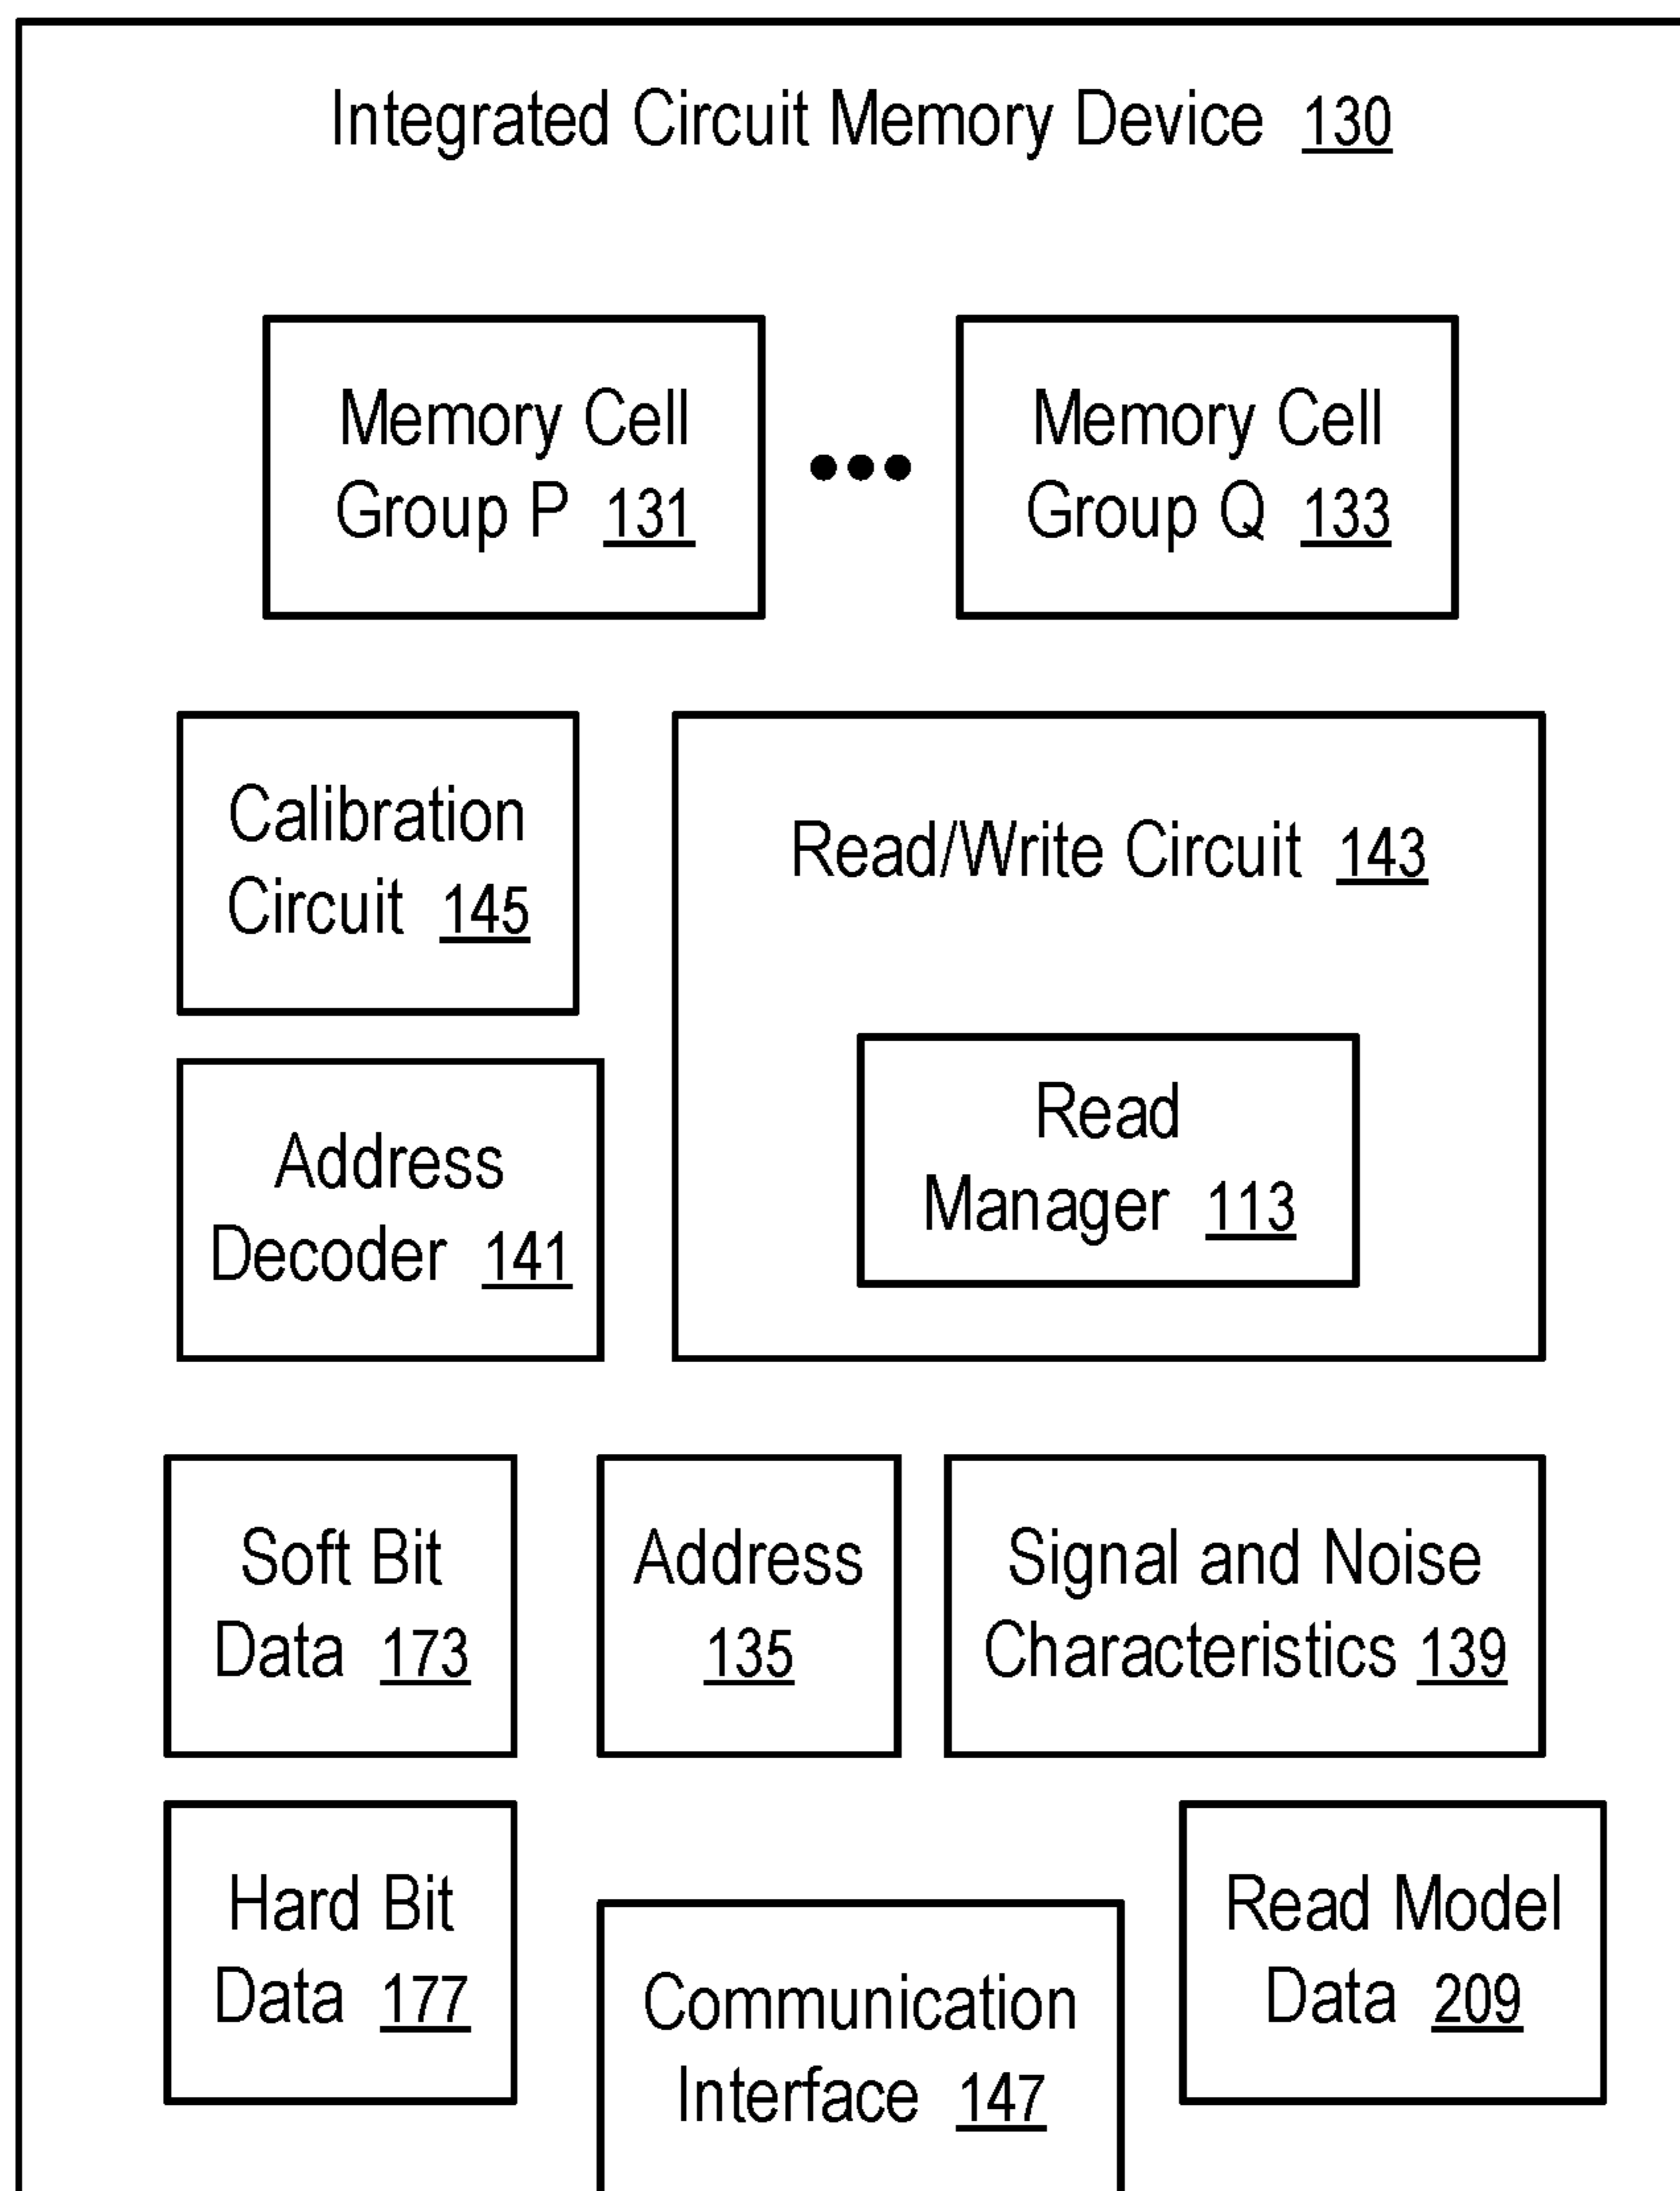 Integrated Circuit Memory Device 130
Memory Cell
Group P 131
Memory Cell
Group Q 133
Calibration
Circuit 145
Read/Write Circuit 143
Read
Manager 113
Address
Decoder 141
Soft Bit
Data 173
Address
135
Signal and Noise
Characteristics 139
Hard Bit
Data 177
Communication
Interface 147
Read Model
Data 209